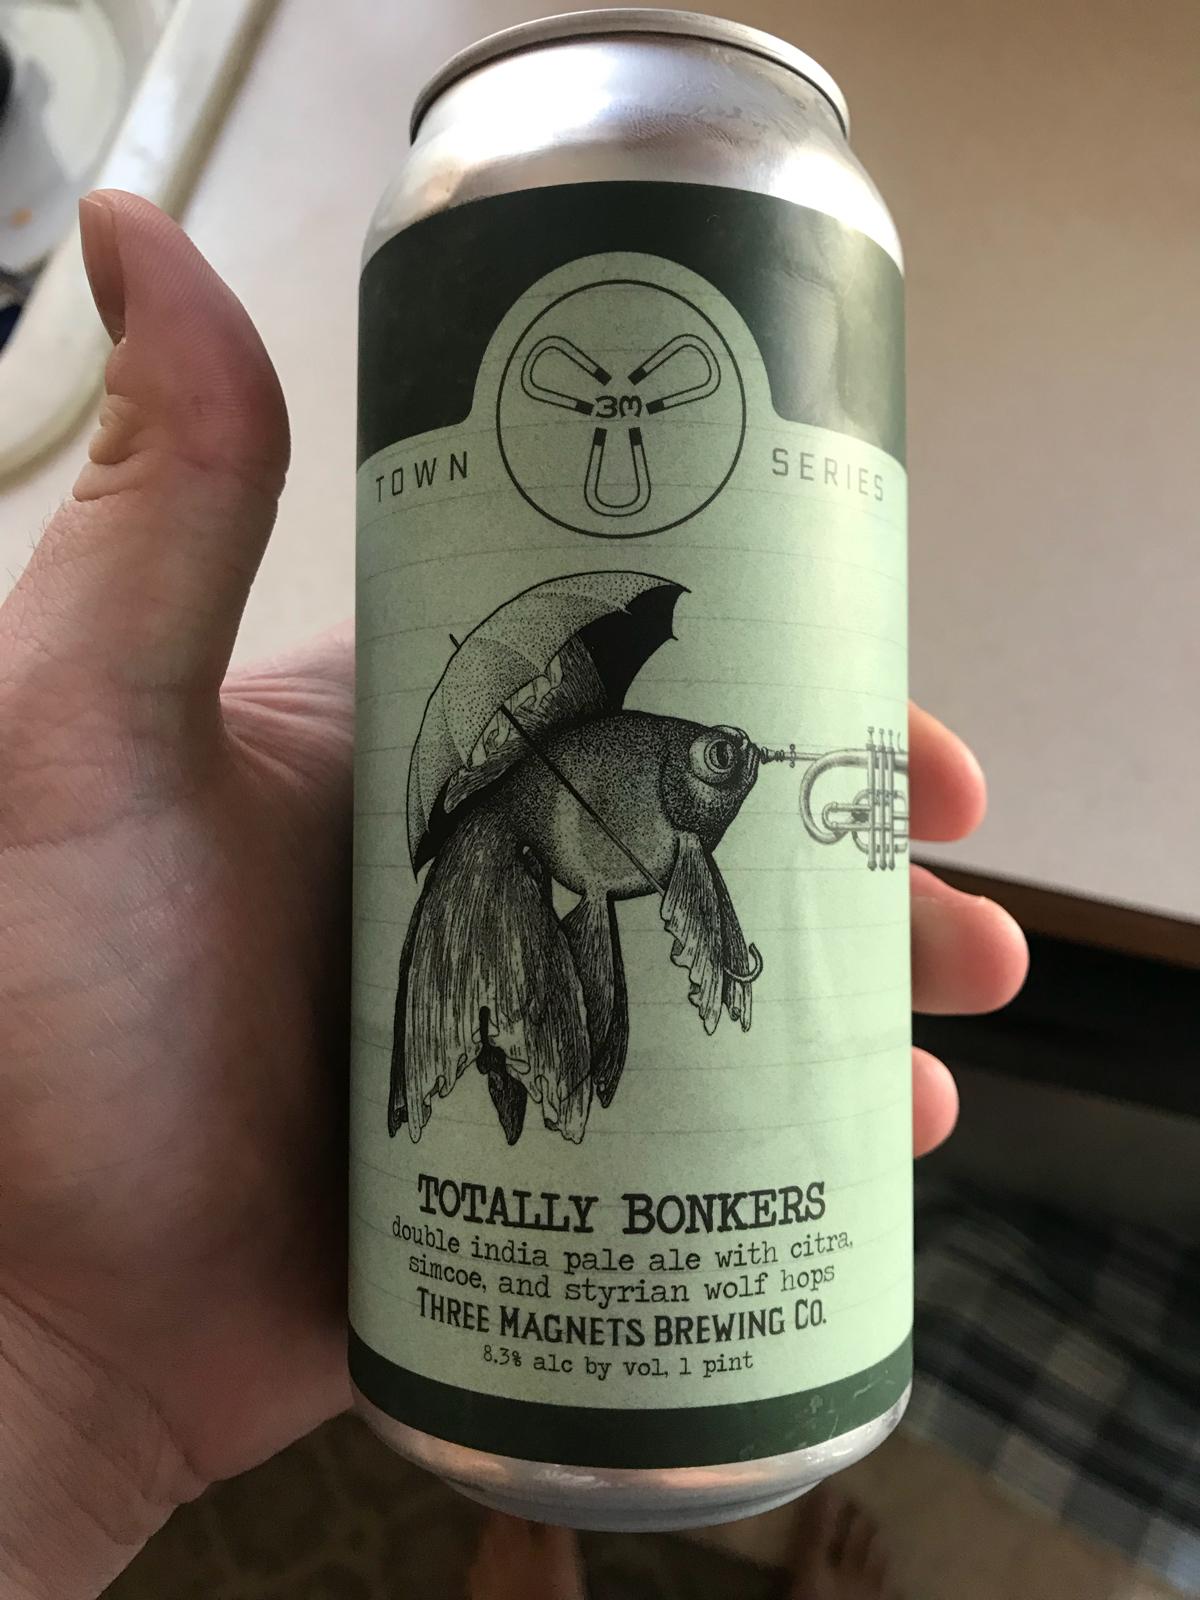 3M
TOWN SERIES
TOTALLY BONKERS
double india pale ale with citra,
simcoe, and styrian wolf hops
THREE MAGNETS BREWING CO.
8.3% alc by vol, 1 pint